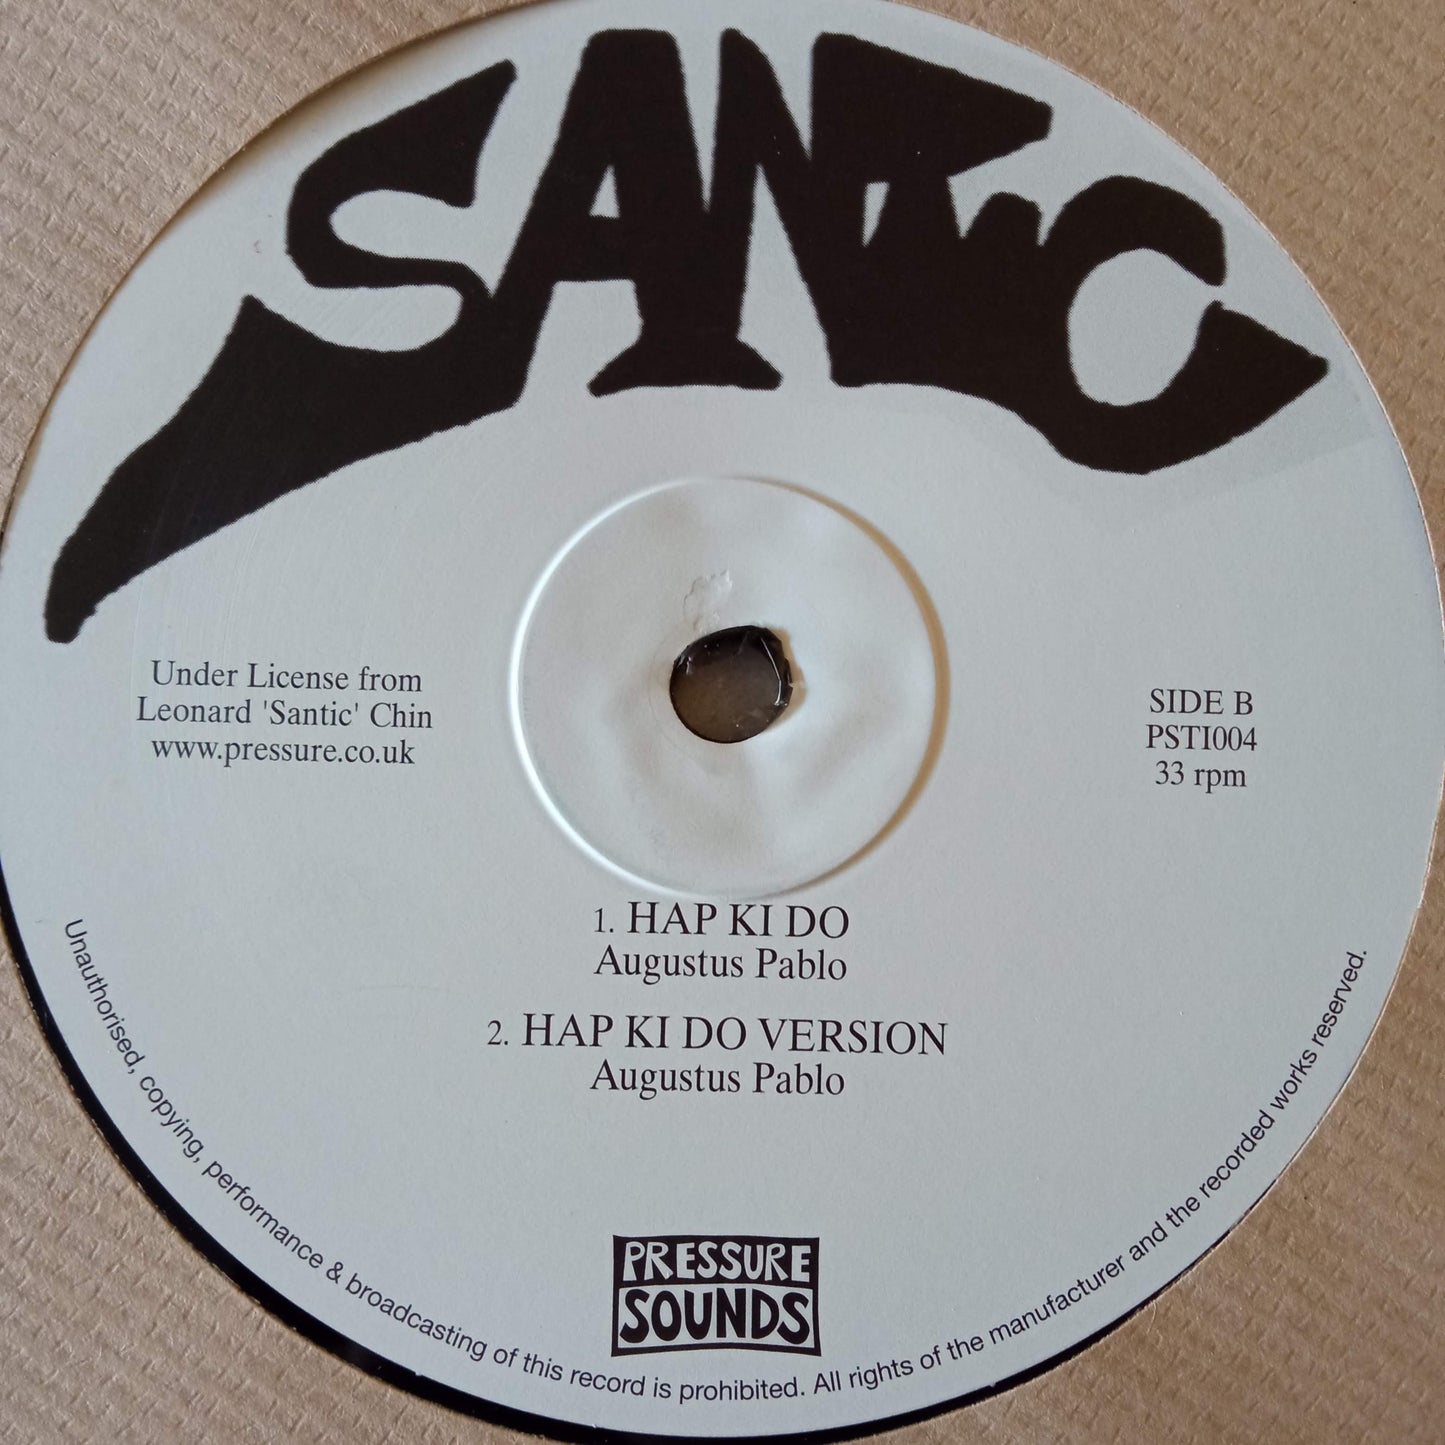 SANTIC
Under License from
Leonard 'Santic' Chin
www.pressure.co.uk
SIDE B
PSTI004
33 rpm
1. HAP KI DO
Augustus Pablo
2. HAP KI DO VERSION
Augustus Pablo
PRESSURE
SOUNDS
Unauthorised, copying, performance & broadcasting of this record is prohibited. All rights of the manufacturer and the recorded works reserved.